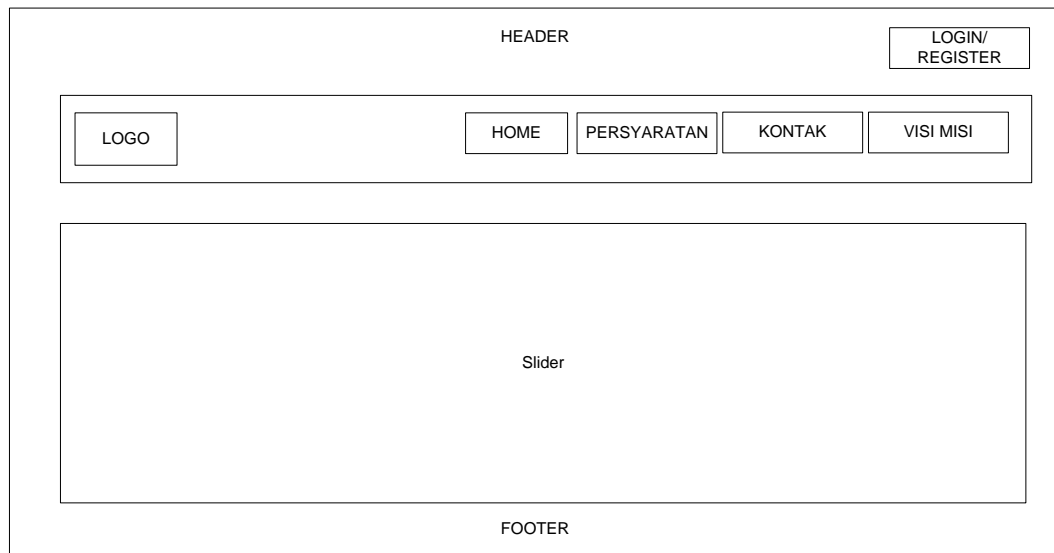 HEADER
LOGIN/
REGISTER
LOGO
HOME
PERSYARATAN
KONTAK
VISI MISI
Slider
FOOTER